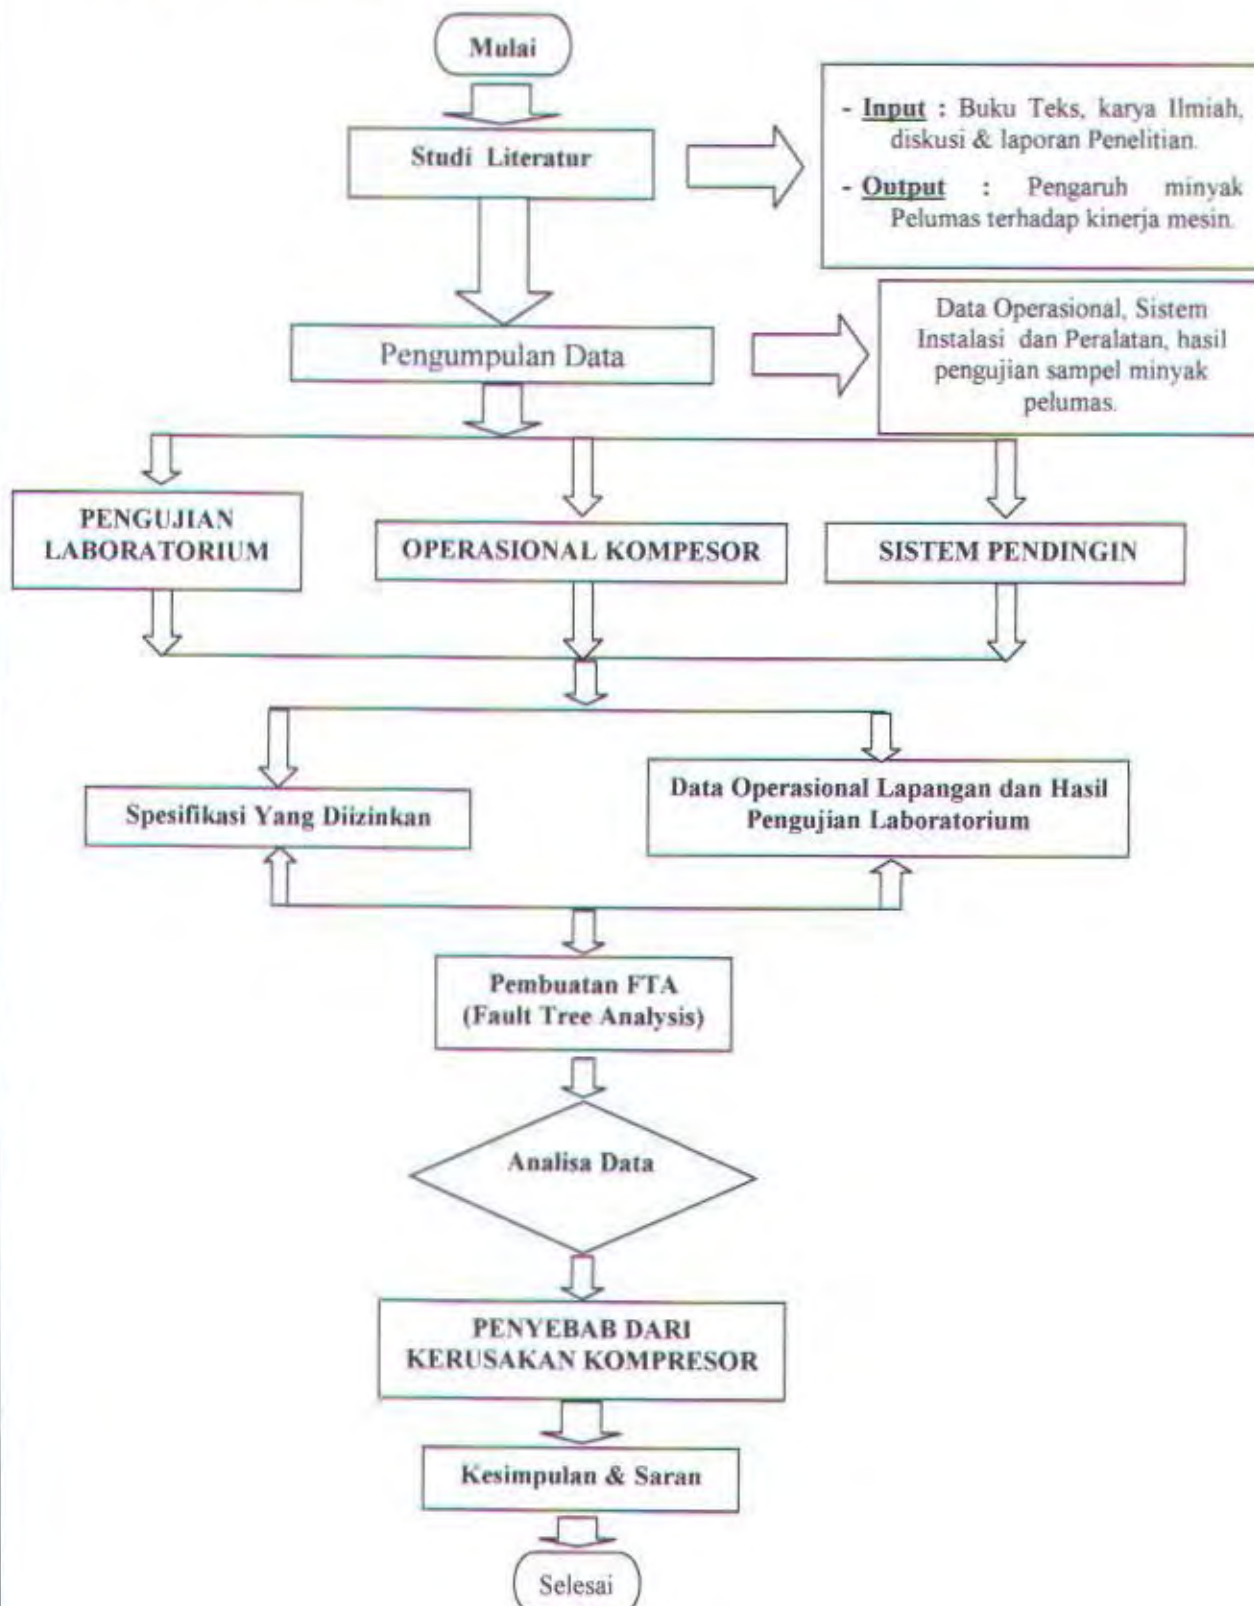 Mulai
Studi Literatur
- Input : Buku Teks, karya Ilmiah,
diskusi & laporan Penelitian.
- Output : Pengaruh minyak
Pelumas terhadap kinerja mesin.
Pengumpulan Data
Data Operasional, Sistem
Instalasi dan Peralatan, hasil
pengujian sampel minyak
pelumas.
PENGUJIAN
LABORATORIUM
OPERASIONAL KOMPESOR
SISTEM PENDINGIN
Spesifikasi Yang Diizinkan
Data Operasional Lapangan dan Hasil
Pengujian Laboratorium
Pembuatan FTA
(Fault Tree Analysis)
Analisa Data
PENYEBAB DARI
KERUSAKAN KOMPRESOR
Kesimpulan & Saran
Selesai